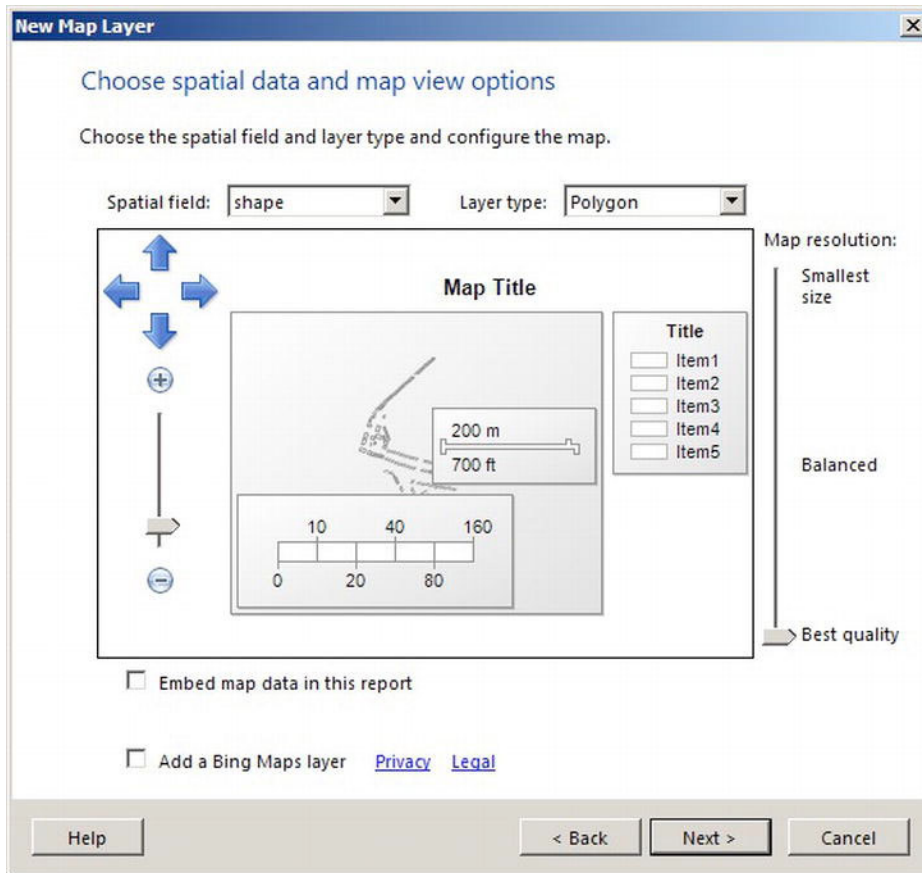 New Map Layer
Choose spatial data and map view options
Choose the spatial field and layer type and configure the map.
Spatial field: shape Layer type: Polygon
Map resolution:
Smallest
size
Balanced
Best quality
Map Title
Title
Item1
Item2
Item3
Item4
Item5
200 m
700 ft
10 40 160
0 20 80
Embed map data in this report
Add a Bing Maps layer Privacy Legal
Help < Back Next > Cancel